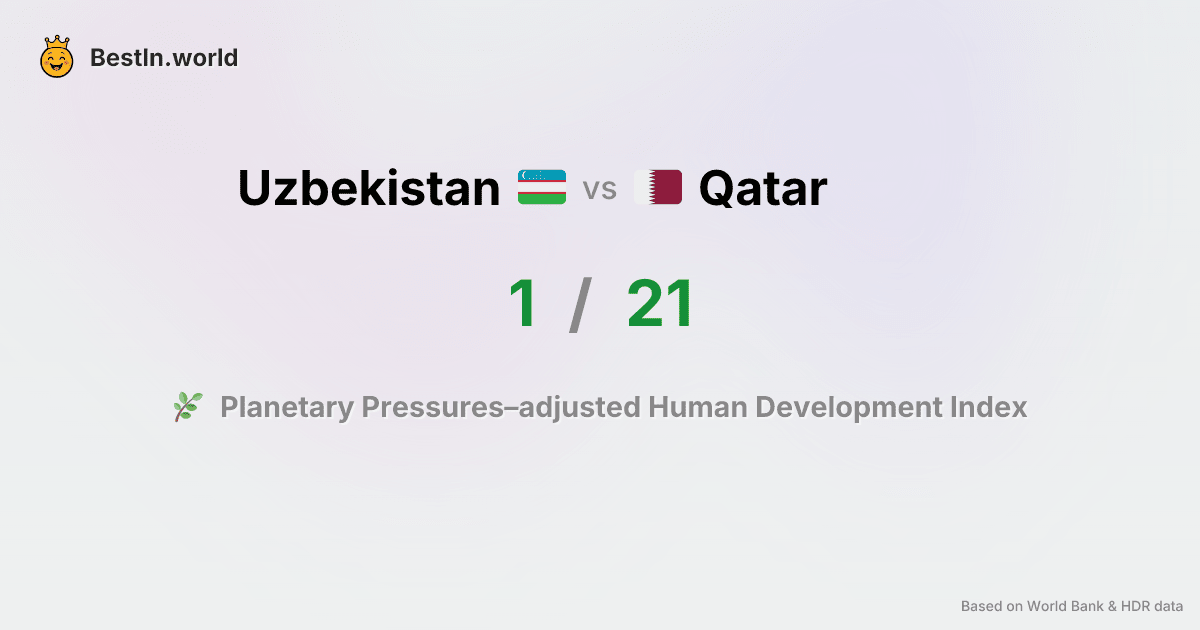 BestIn.world
Uzbekistan vs Qatar
1 / 21
Planetary Pressures–adjusted Human Development Index
Based on World Bank & HDR data